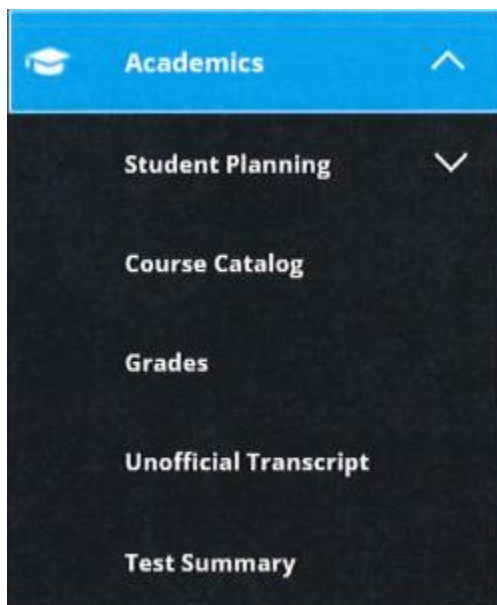 Academics
Student Planning
Course Catalog
Grades
Unofficial Transcript
Test Summary